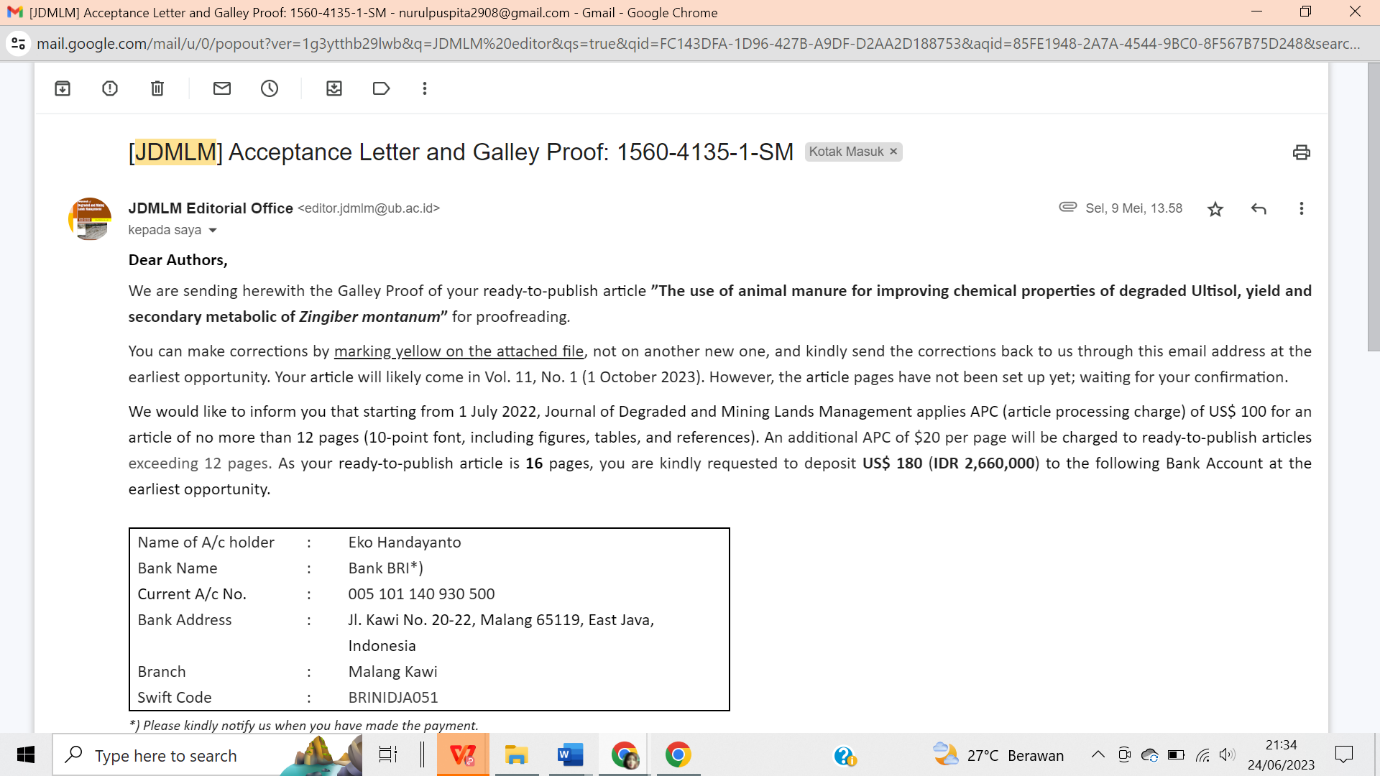 [JDMLM] Acceptance Letter and Galley Proof: 1560-4135-1-SM - nurulpuspita2908@gmail.com - Gmail - Google Chrome
mail.google.com/mail/u/0/popout?ver=1g3ytthb29lwb&q=JDMLM%20editor&qs=true&qid=FC143DFA-1D96-427B-A9DF-D2AA2D188753&aqid=85FE1948-2A7A-4544-9BC0-8F567B75D248&searc...
[JDMLM] Acceptance Letter and Galley Proof: 1560-4135-1-SM Kotak Masuk ×
JDMLM Editorial Office <editor.jdmlm@ub.ac.id> Sel, 9 Mei, 13.58
kepada saya
Dear Authors,
We are sending herewith the Galley Proof of your ready-to-publish article "The use of animal manure for improving chemical properties of degraded Ultisol, yield and
secondary metabolic of Zingiber montanum" for proofreading.
You can make corrections by marking yellow on the attached file, not on another new one, and kindly send the corrections back to us through this email address at the
earliest opportunity. Your article will likely come in Vol. 11, No. 1 (1 October 2023). However, the article pages have not been set up yet; waiting for your confirmation.
We would like to inform you that starting from 1 July 2022, Journal of Degraded and Mining Lands Management applies APC (article processing charge) of US$ 100 for an
article of no more than 12 pages (10-point font, including figures, tables, and references). An additional APC of $20 per page will be charged to ready-to-publish articles
exceeding 12 pages. As your ready-to-publish article is 16 pages, you are kindly requested to deposit US$ 180 (IDR 2,660,000) to the following Bank Account at the
earliest opportunity.
Name of A/c holder : Eko Handayanto
Bank Name : Bank BRI*)
Current A/c No. : 005 101 140 930 500
Bank Address : Jl. Kawi No. 20-22, Malang 65119, East Java,
Indonesia
Branch : Malang Kawi
Swift Code : BRINIDJA051
*) Please kindly notify us when you have made the payment.
Type here to search
27°C Berawan
21:34
24/06/2023